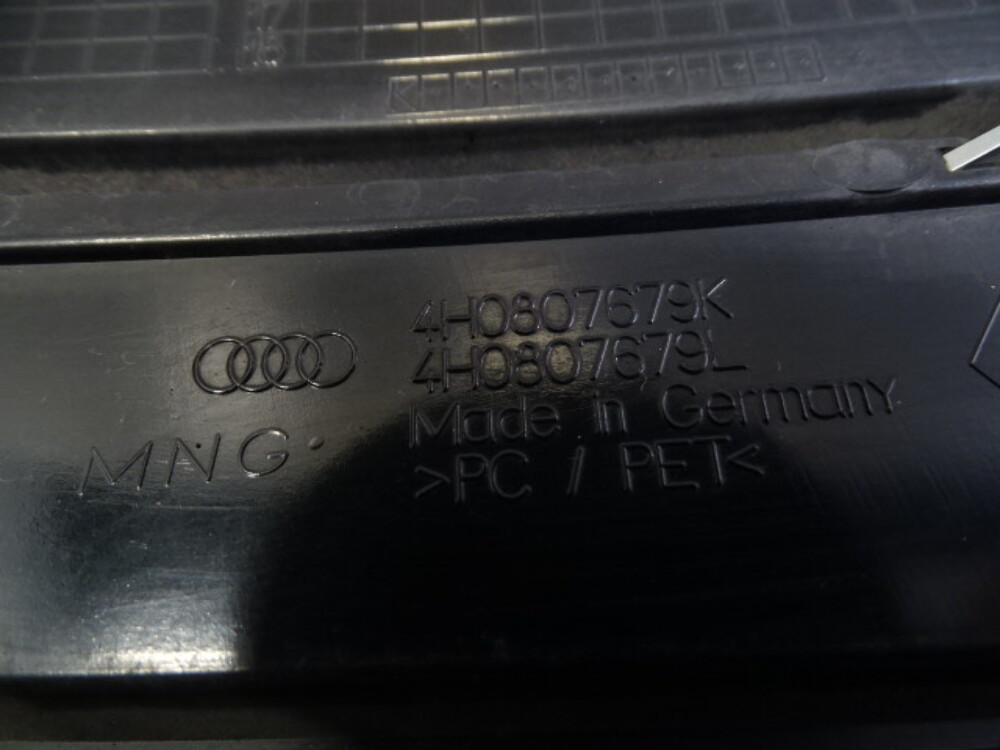 4H0807679K
4H0807679L
Made in Germany
>PC / PET<
MNG